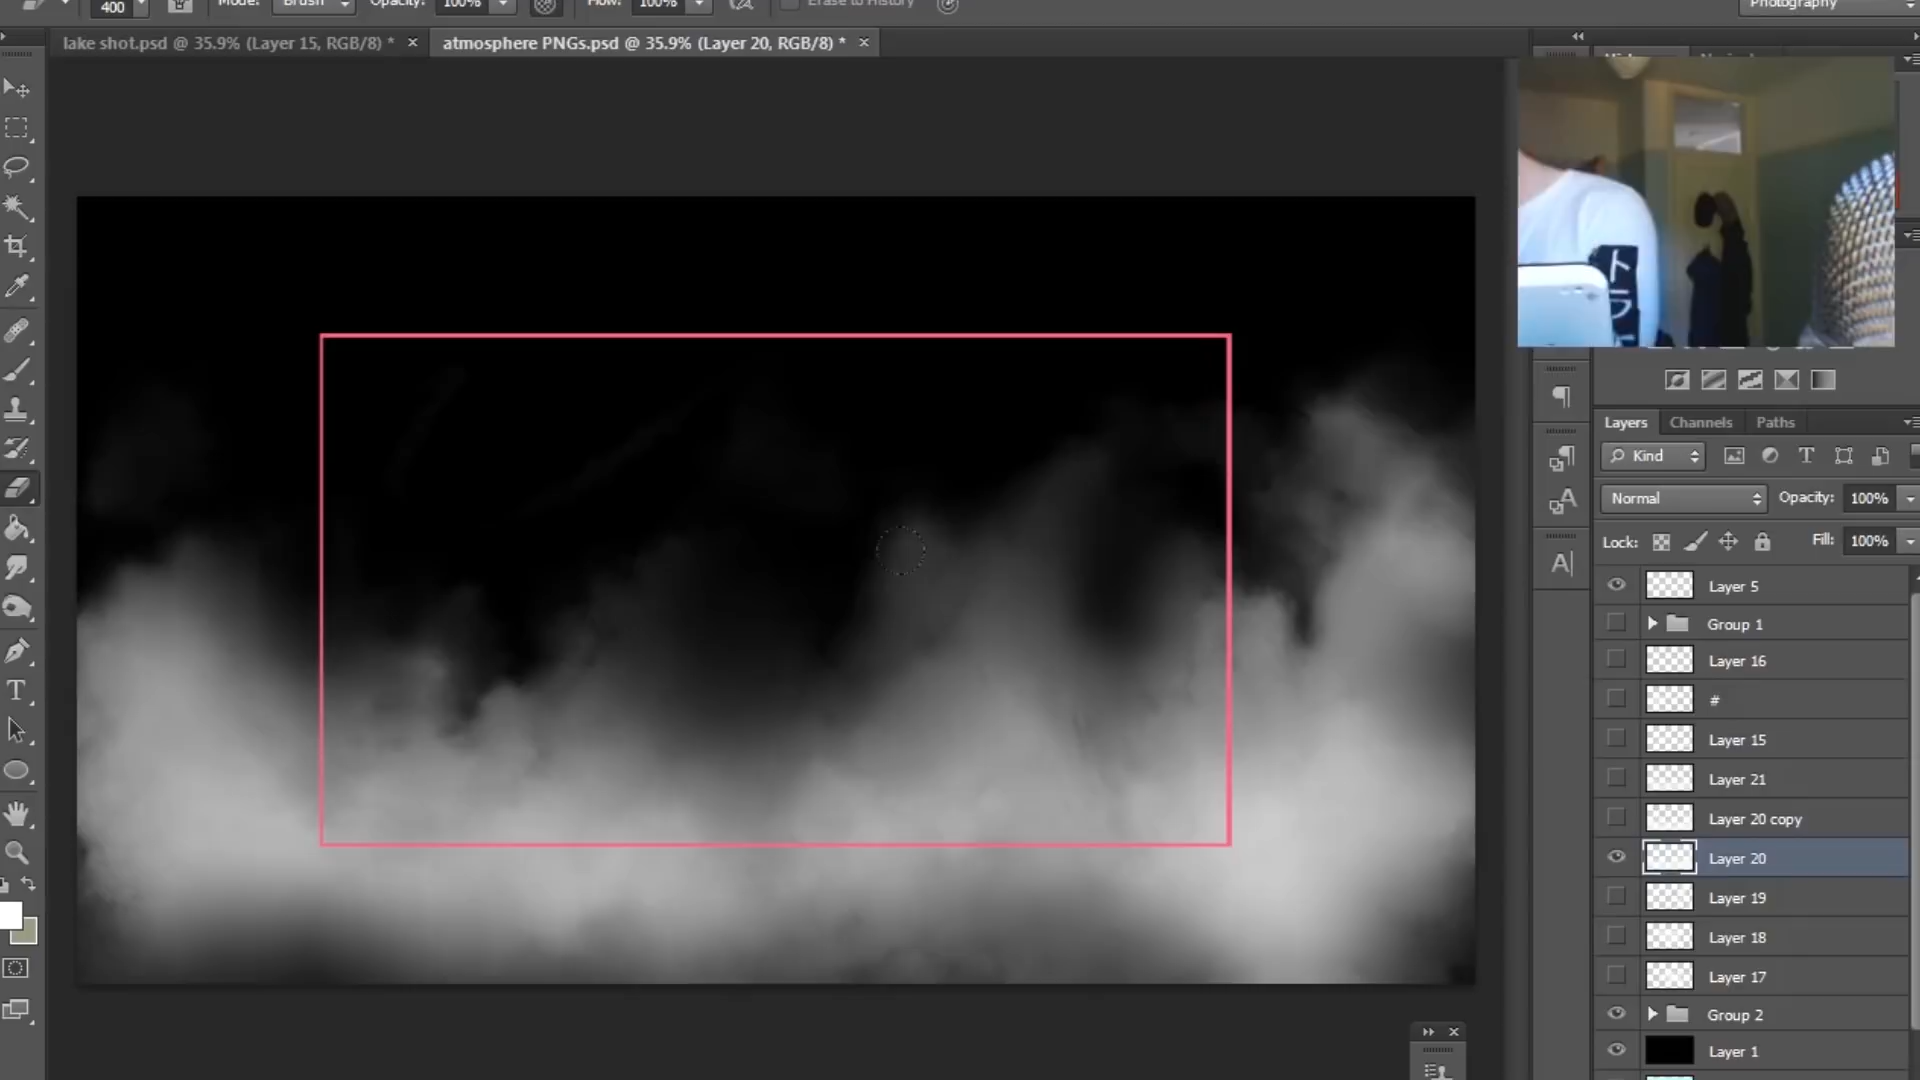 400
Mode: Brush
Opacity: 100%
Flow: 100%
Erase to History
Photography
lake shot.psd @ 35.9% (Layer 15, RGB/8) *
atmosphere PNGs.psd @ 35.9% (Layer 20, RGB/8) *
トラ
Layers
Channels
Paths
Kind
Normal
Opacity: 100%
Lock:
Fill: 100%
Layer 5
Group 1
Layer 16
#
Layer 15
Layer 21
Layer 20 copy
Layer 20
Layer 19
Layer 18
Layer 17
Group 2
Layer 1